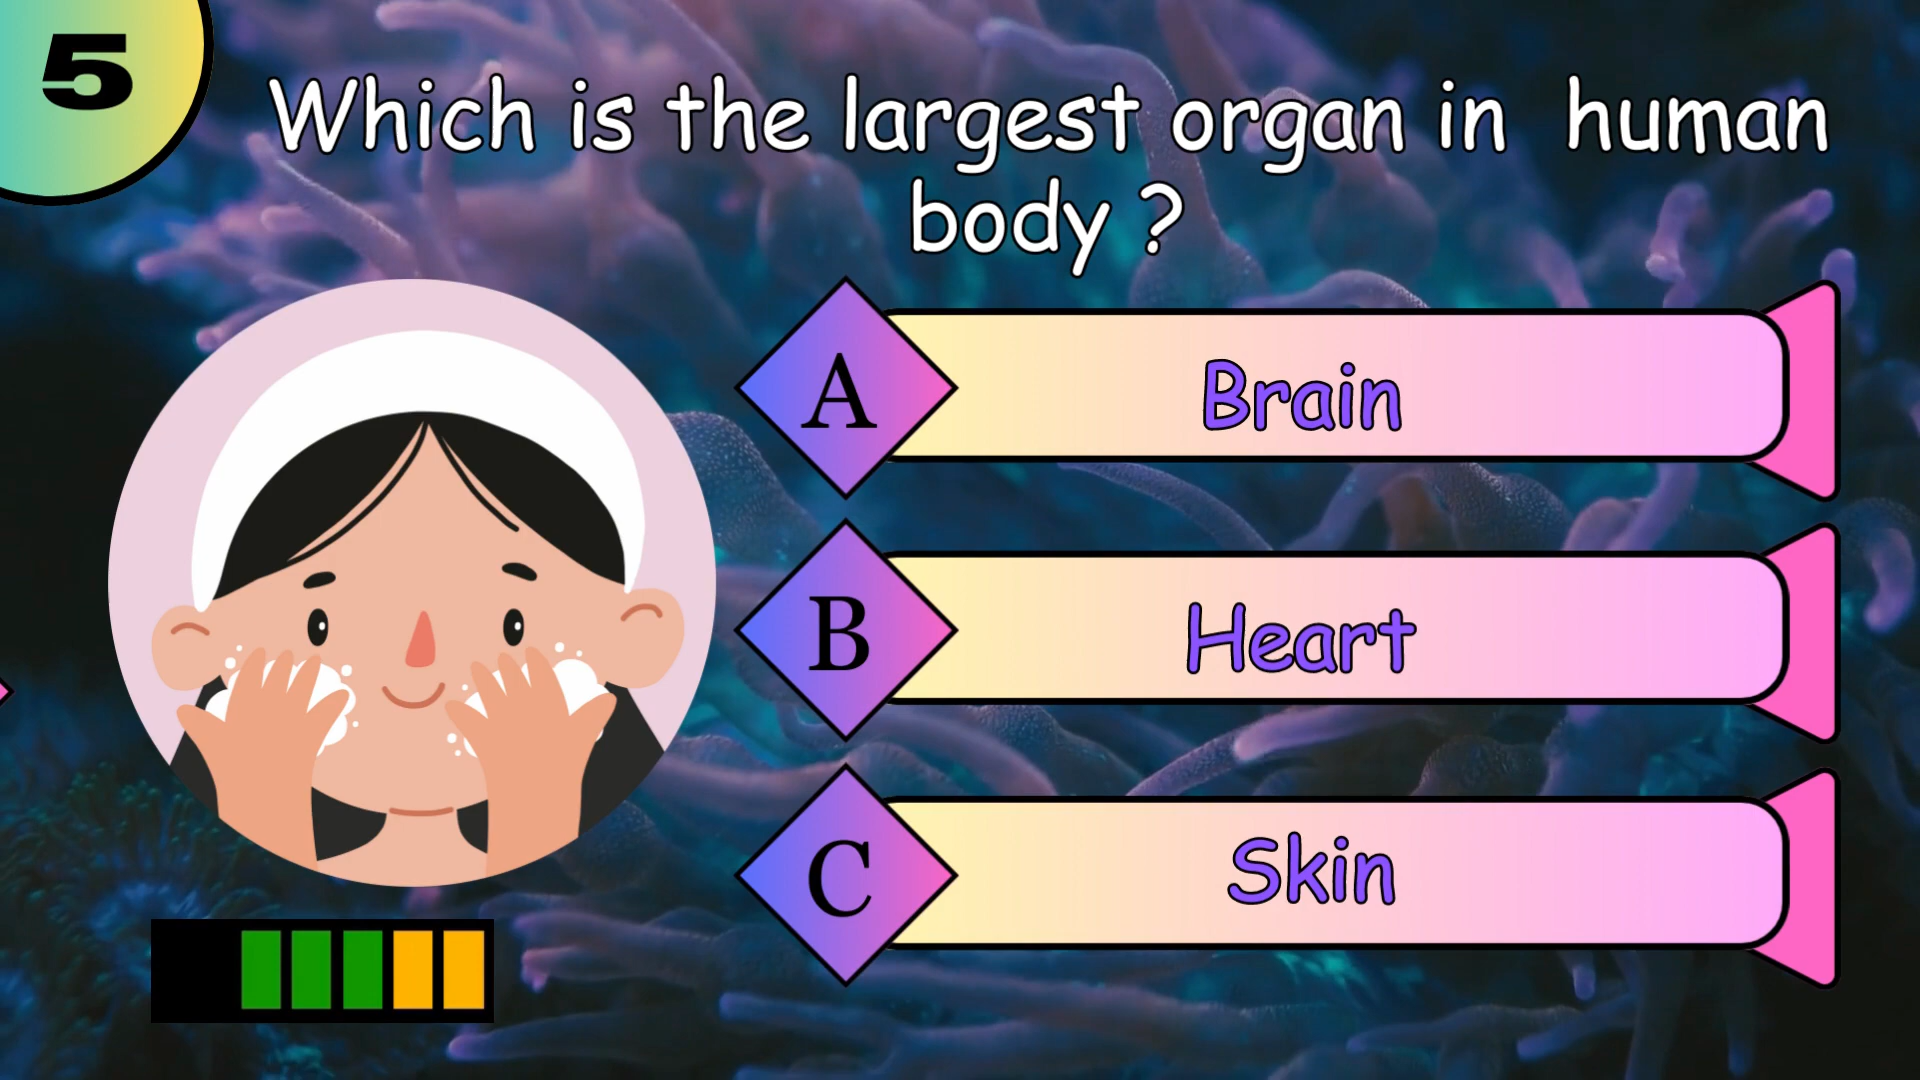 5
Which is the largest organ in  human
body ?
A
Brain
B
Heart
C
Skin